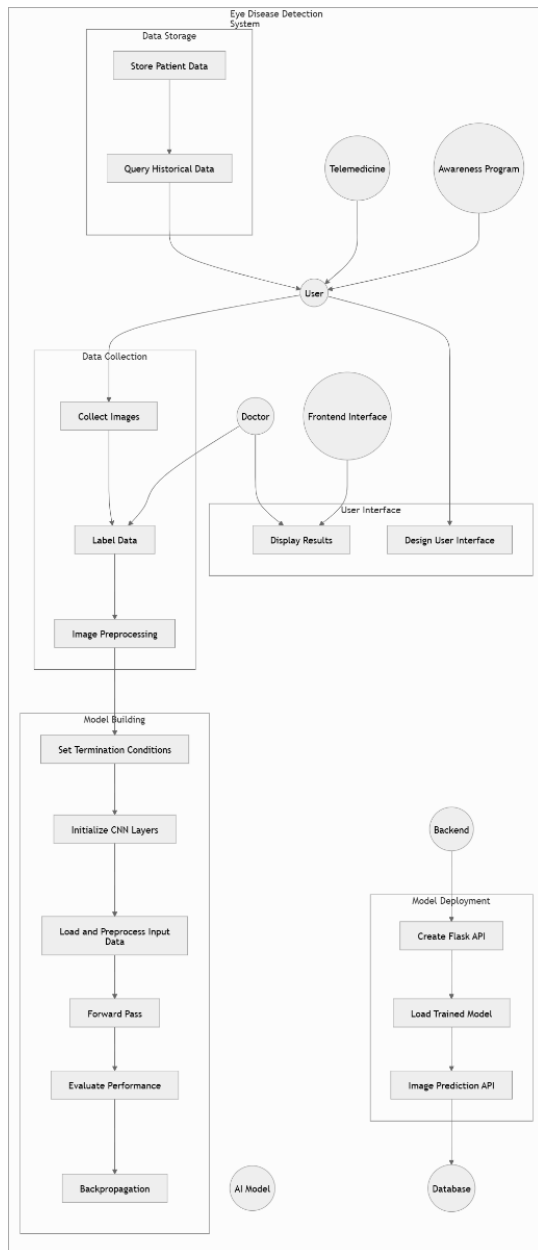 Eye Disease Detection
System
Data Storage
Store Patient Data
Query Historical Data
Telemedicine
Awareness Program
User
Data Collection
Collect Images
Doctor
Frontend Interface
User Interface
Label Data
Display Results
Design User Interface
Image Preprocessing
Model Building
Set Termination Conditions
Initialize CNN Layers
Backend
Model Deployment
Load and Preprocess Input
Data
Create Flask API
Forward Pass
Load Trained Model
Evaluate Performance
Image Prediction API
Backpropagation
AI Model
Database